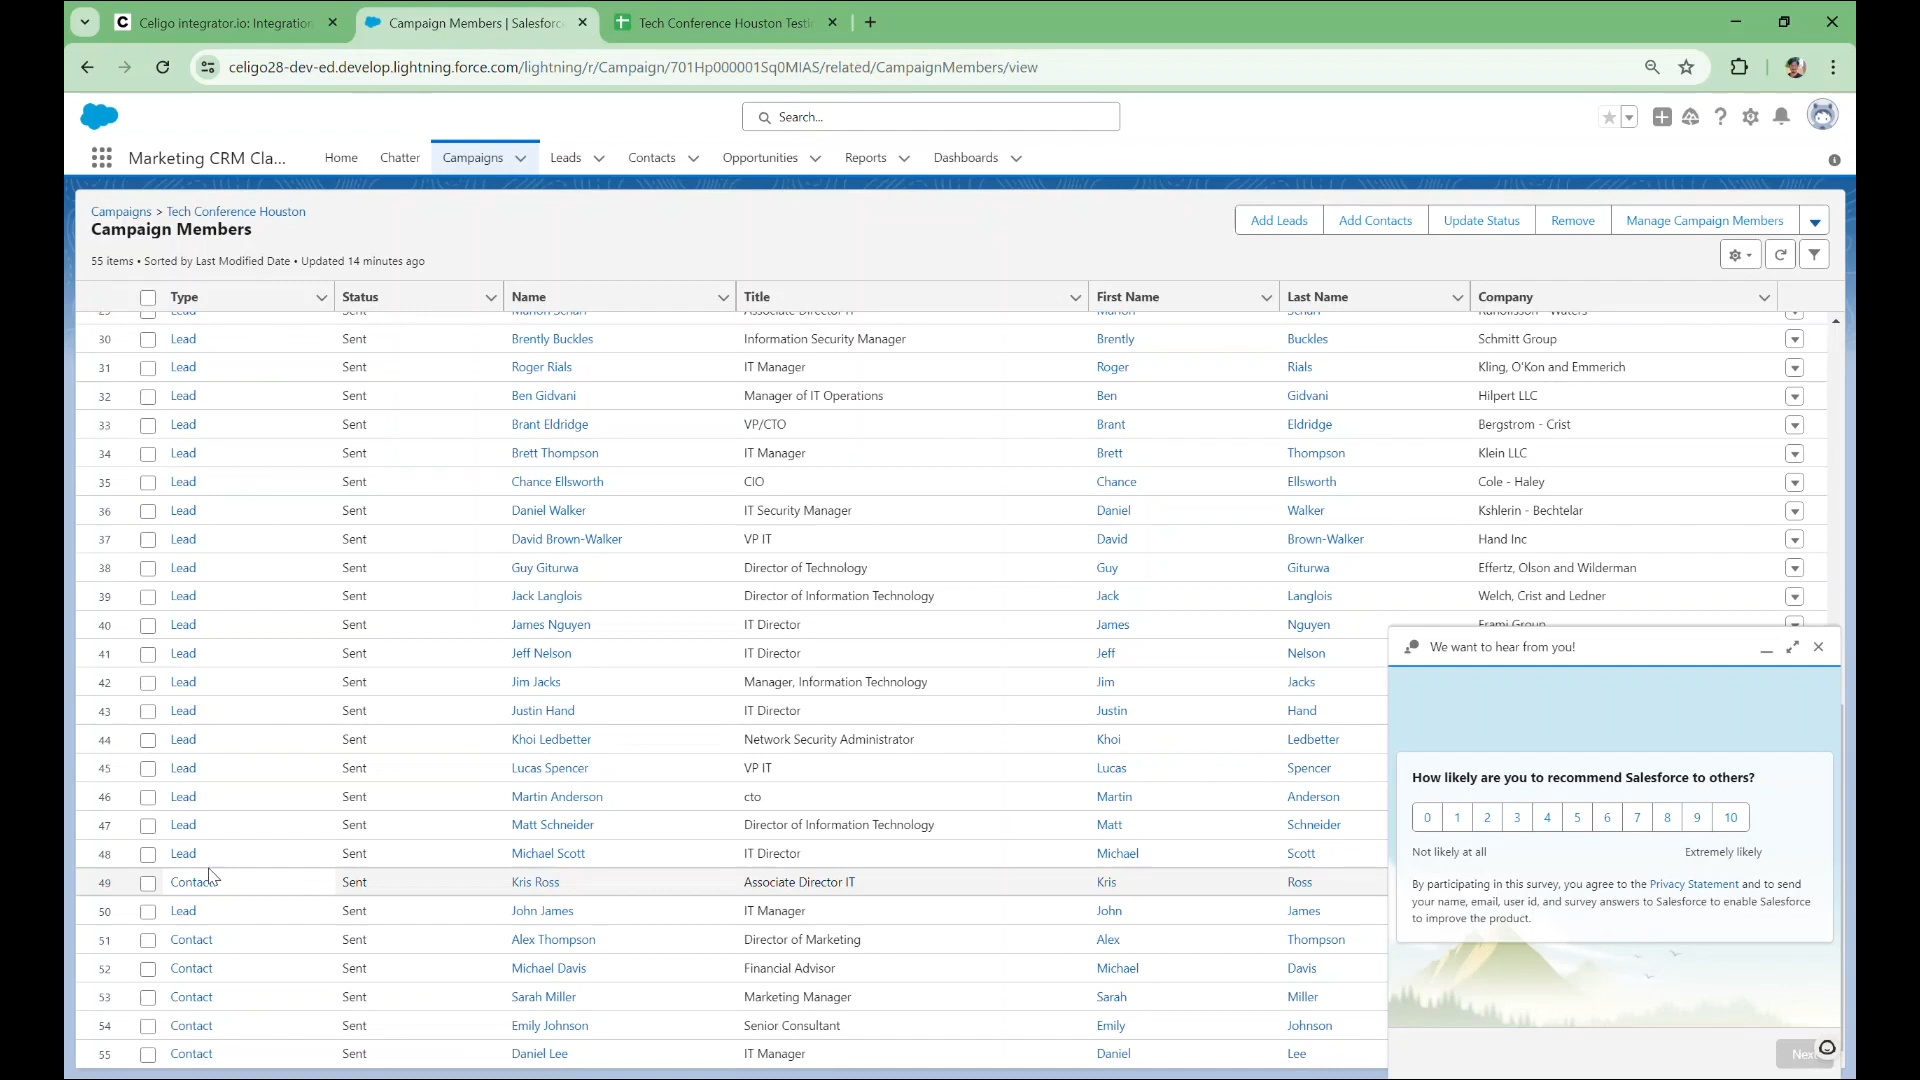 Celigo integrator.io: Integration
Campaign Members | Salesforce
Tech Conference Houston Testi
celigo28-dev-ed.develop.lightning.force.com/lightning/r/Campaign/701Hp000001Sq0MIAS/related/CampaignMembers/view
Search...
Marketing CRM Cla... Home Chatter Campaigns Leads Contacts Opportunities Reports Dashboards
Campaigns > Tech Conference Houston
Campaign Members
Add Leads Add Contacts Update Status Remove Manage Campaign Members
55 items • Sorted by Last Modified Date • Updated 14 minutes ago
Type Status Name Title First Name Last Name Company
30 Lead Sent Brently Buckles Information Security Manager Brently Buckles Schmitt Group
31 Lead Sent Roger Rials IT Manager Roger Rials Kling, O'Kon and Emmerich
32 Lead Sent Ben Gidvani Manager of IT Operations Ben Gidvani Hilpert LLC
33 Lead Sent Brant Eldridge VP/CTO Brant Eldridge Bergstrom - Crist
34 Lead Sent Brett Thompson IT Manager Brett Thompson Klein LLC
35 Lead Sent Chance Ellsworth CIO Chance Ellsworth Cole - Haley
36 Lead Sent Daniel Walker IT Security Manager Daniel Walker Kshlerin - Bechtelar
37 Lead Sent David Brown-Walker VP IT David Brown-Walker Hand Inc
38 Lead Sent Guy Giturwa Director of Technology Guy Giturwa Effertz, Olson and Wilderman
39 Lead Sent Jack Langlois Director of Information Technology Jack Langlois Welch, Crist and Ledner
40 Lead Sent James Nguyen IT Director James Nguyen Frami Group
41 Lead Sent Jeff Nelson IT Director Jeff Nelson
42 Lead Sent Jim Jacks Manager, Information Technology Jim Jacks
43 Lead Sent Justin Hand IT Director Justin Hand
44 Lead Sent Khoi Ledbetter Network Security Administrator Khoi Ledbetter
45 Lead Sent Lucas Spencer VP IT Lucas Spencer
46 Lead Sent Martin Anderson cto Martin Anderson
47 Lead Sent Matt Schneider Director of Information Technology Matt Schneider
48 Lead Sent Michael Scott IT Director Michael Scott
49 Contact Sent Kris Ross Associate Director IT Kris Ross
50 Lead Sent John James IT Manager John James
51 Contact Sent Alex Thompson Director of Marketing Alex Thompson
52 Contact Sent Michael Davis Financial Advisor Michael Davis
53 Contact Sent Sarah Miller Marketing Manager Sarah Miller
54 Contact Sent Emily Johnson Senior Consultant Emily Johnson
55 Contact Sent Daniel Lee IT Manager Daniel Lee
We want to hear from you!
How likely are you to recommend Salesforce to others?
0 1 2 3 4 5 6 7 8 9 10
Not likely at all Extremely likely
By participating in this survey, you agree to the Privacy Statement and to send
your name, email, user id, and survey answers to Salesforce to enable Salesforce
to improve the product.